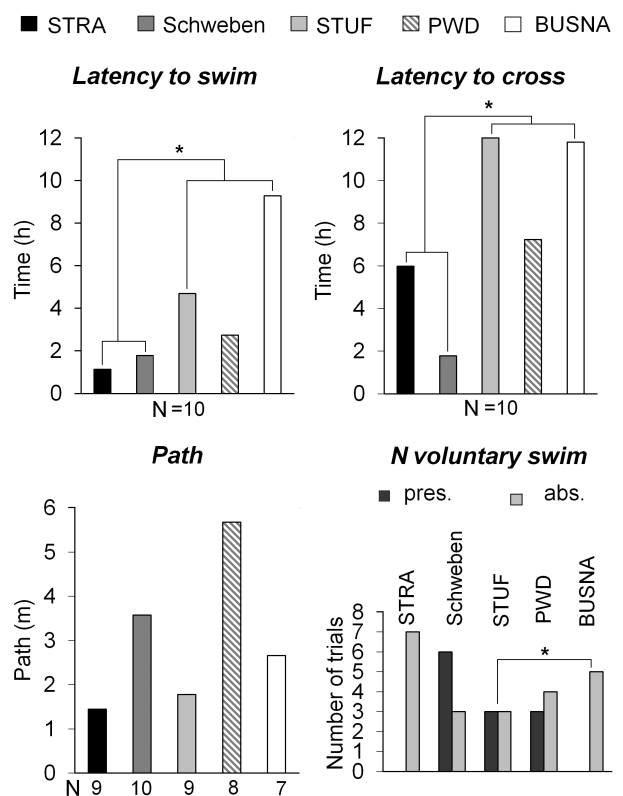 STRA Schweben STUF PWD BUSNA
Latency to swim
Time (h)
12
10
8
6
4
2
0
*
N =10
Latency to cross
Time (h)
12
10
8
6
4
2
0
*
N =10
Path
Path (m)
6
5
4
3
2
1
0
N 9 10 9 8 7
N voluntary swim
pres. abs.
STRA
Schweben
STUF
PWD
BUSNA
Number of trials
8
7
6
5
4
3
2
1
0
*